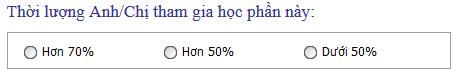 Thời lượng Anh/Chị tham gia học phần này:
Hơn 70% Hơn 50% Dưới 50%